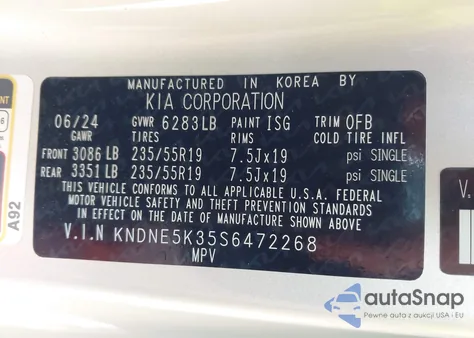 MANUFACTURED IN KOREA BY
KIA CORPORATION
06/24 GVWR 6283LB PAINT ISG TRIM OFB
GAWR TIRES RIMS COLD TIRE INFL
FRONT 3086 LB 235/55R19 7.5Jx19 psi SINGLE
REAR 3351 LB 235/55R19 7.5Jx19 psi SINGLE
THIS VEHICLE CONFORMS TO ALL APPLICABLE U.S.A. FEDERAL
MOTOR VEHICLE SAFETY AND THEFT PREVENTION STANDARDS
IN EFFECT ON THE DATE OF MANUFACTURE SHOWN ABOVE
V.I.N KNDNE5K35S6472268
MPV
A92
autoSnap
Pewne auta z aukcji USA i EU